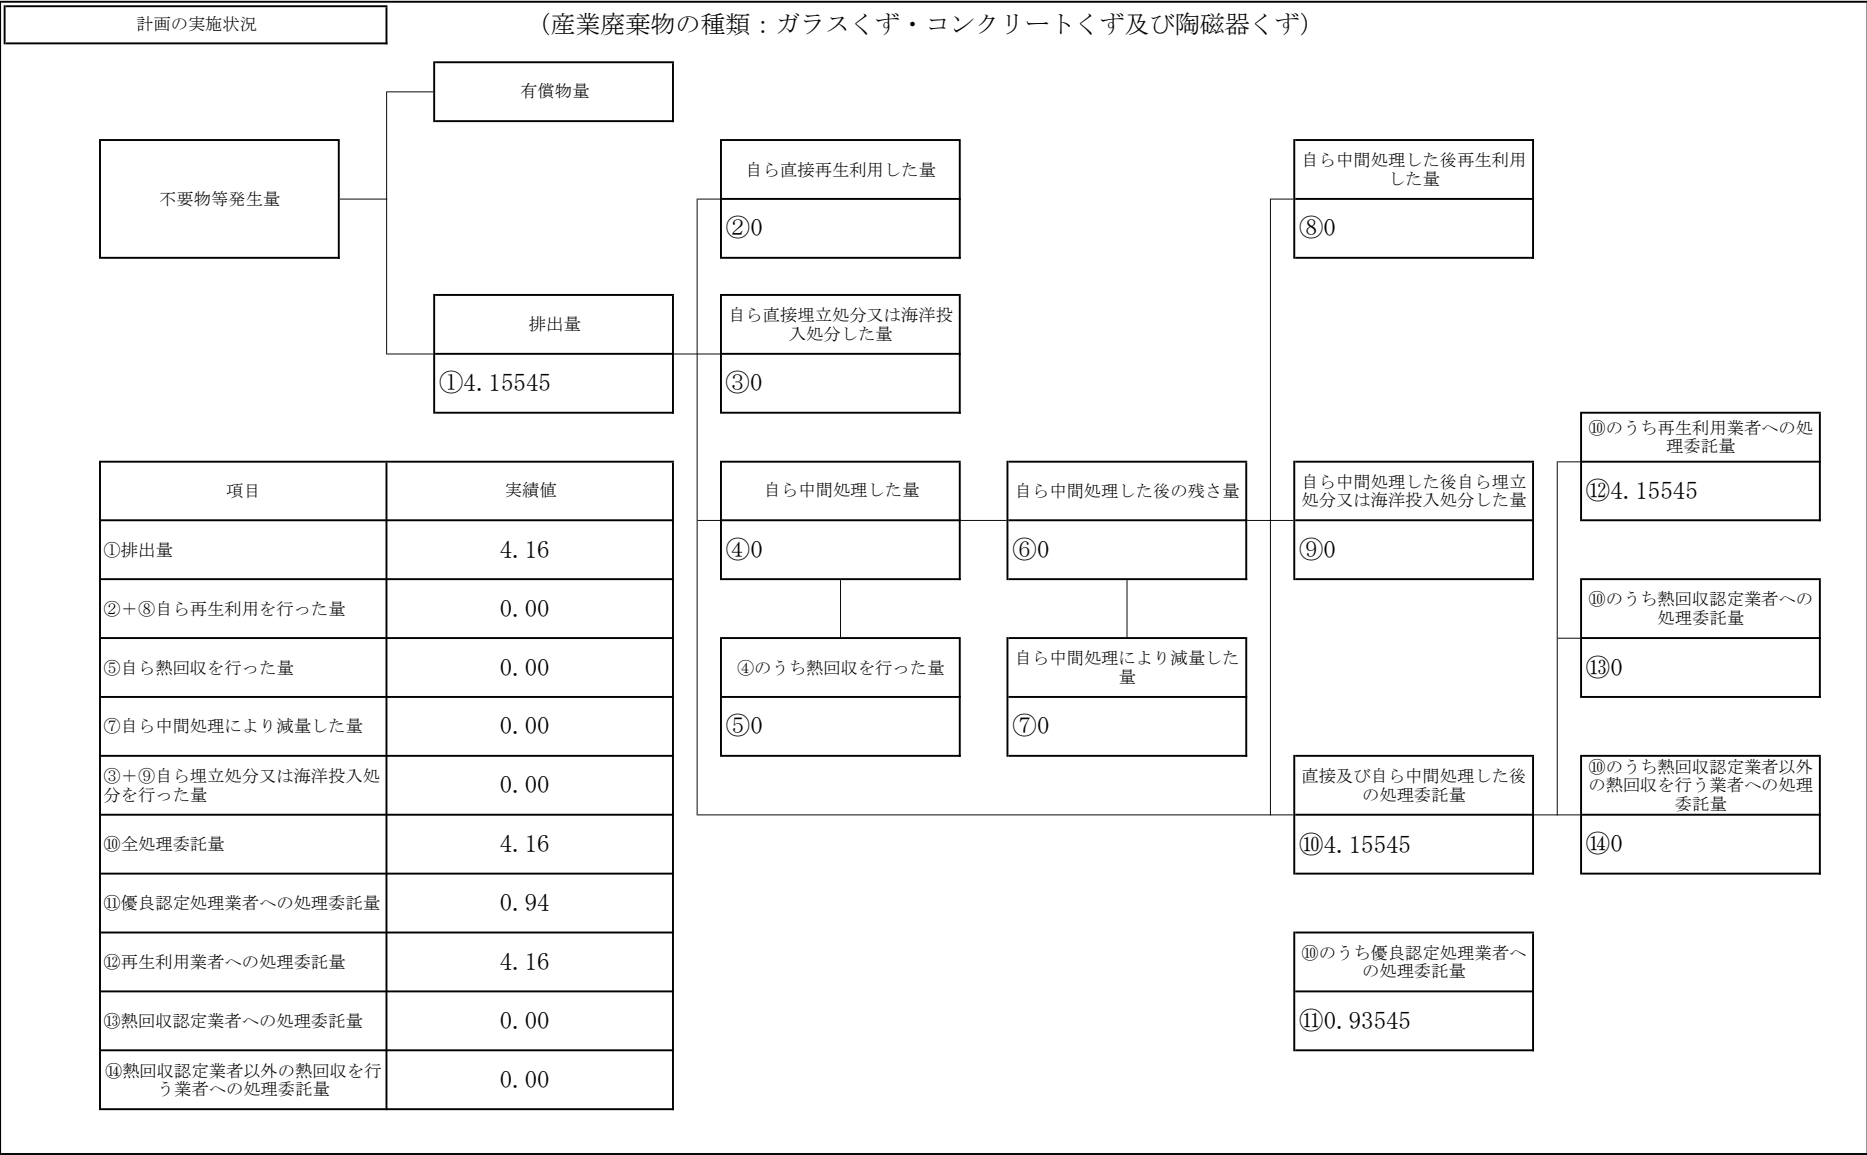 計画の実施状況
(産業廃棄物の種類：ガラスくず・コンクリートくず及び陶磁器くず)
有償物量
不要物等発生量
自ら直接再生利用した量
②0
自ら中間処理した後再生利用
した量
⑧0
排出量
①4.15545
自ら直接埋立処分又は海洋投
入処分した量
③0
⑩のうち再生利用業者への処
理委託量
⑫4.15545
自ら中間処理した量
④0
自ら中間処理した後の残さ量
⑥0
自ら中間処理した後自ら埋立
処分又は海洋投入処分した量
⑨0
⑩のうち熱回収認定業者への
処理委託量
⑬0
④のうち熱回収を行った量
⑤0
自ら中間処理により減量した
量
⑦0
直接及び自ら中間処理した後
の処理委託量
⑩4.15545
⑩のうち熱回収認定業者以外
の熱回収を行う業者への処理
委託量
⑭0
⑩のうち優良認定処理業者へ
の処理委託量
⑪0.93545
項目 実績値
①排出量 4.16
②＋⑧自ら再生利用を行った量 0.00
⑤自ら熱回収を行った量 0.00
⑦自ら中間処理により減量した量 0.00
③＋⑨自ら埋立処分又は海洋投入処
分を行った量 0.00
⑩全処理委託量 4.16
⑪優良認定処理業者への処理委託量 0.94
⑫再生利用業者への処理委託量 4.16
⑬熱回収認定業者への処理委託量 0.00
⑭熱回収認定業者以外の熱回収を行
う業者への処理委託量 0.00